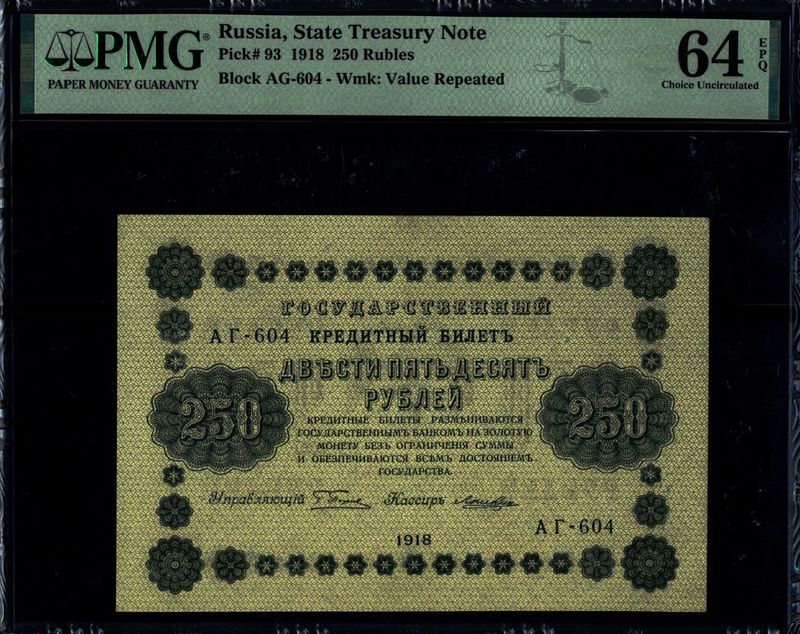 PMG®
PAPER MONEY GUARANTY
Russia, State Treasury Note
Pick# 93 1918 250 Rubles
Block AG-604 - Wmk: Value Repeated
64 EPQ
Choice Uncirculated
ГОСУДАРСТВЕННЫЙ
АГ-604 КРЕДИТНЫЙ БИЛЕТЪ
ДВѢСТИ ПЯТЬДЕСЯТЪ
РУБЛЕЙ
250 250
КРЕДИТНЫЕ БИЛЕТЫ РАЗМѢНИВАЮТСЯ
ГОСУДАРСТВЕННЫМЪ БАНКОМЪ НА ЗОЛОТУЮ
МОНЕТУ БЕЗЪ ОГРАНИЧЕНІЯ СУММЫ
И ОБЕЗПЕЧИВАЮТСЯ ВСѢМЪ ДОСТОЯНІЕМЪ
ГОСУДАРСТВА.
Управляющій Кассиръ
АГ-604
1918